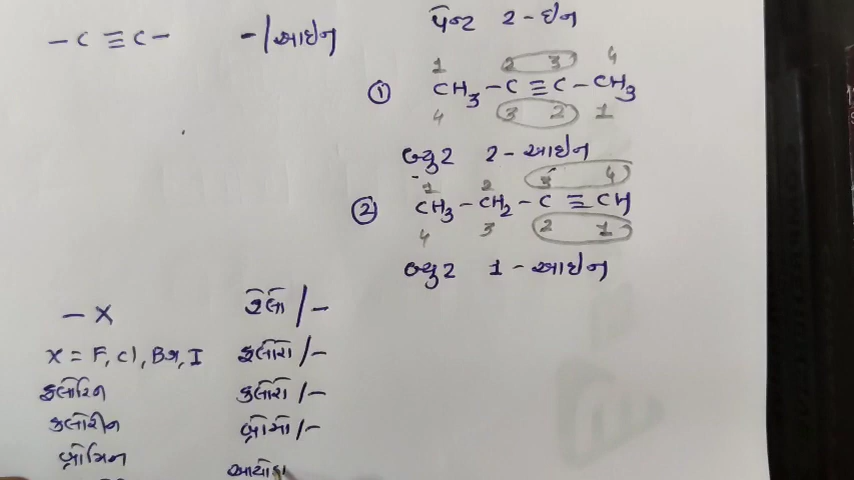 પેન્ટ 2-ઇન
-C≡C- -/આઇન
1 2 3 4
① CH3-C≡C-CH3
4 3 2 1
બ્યુટ 2-આઇન
1 2 3 4
② CH3-CH2-C≡CH
4 3 2 1
બ્યુટ 1-આઇન
-X હેલો/-
X = F, Cl, Br, I ફ્લોરો/-
ફ્લોરિન ક્લોરો/-
ક્લોરીન બ્રોમો/-
બ્રોમિન આયોડ